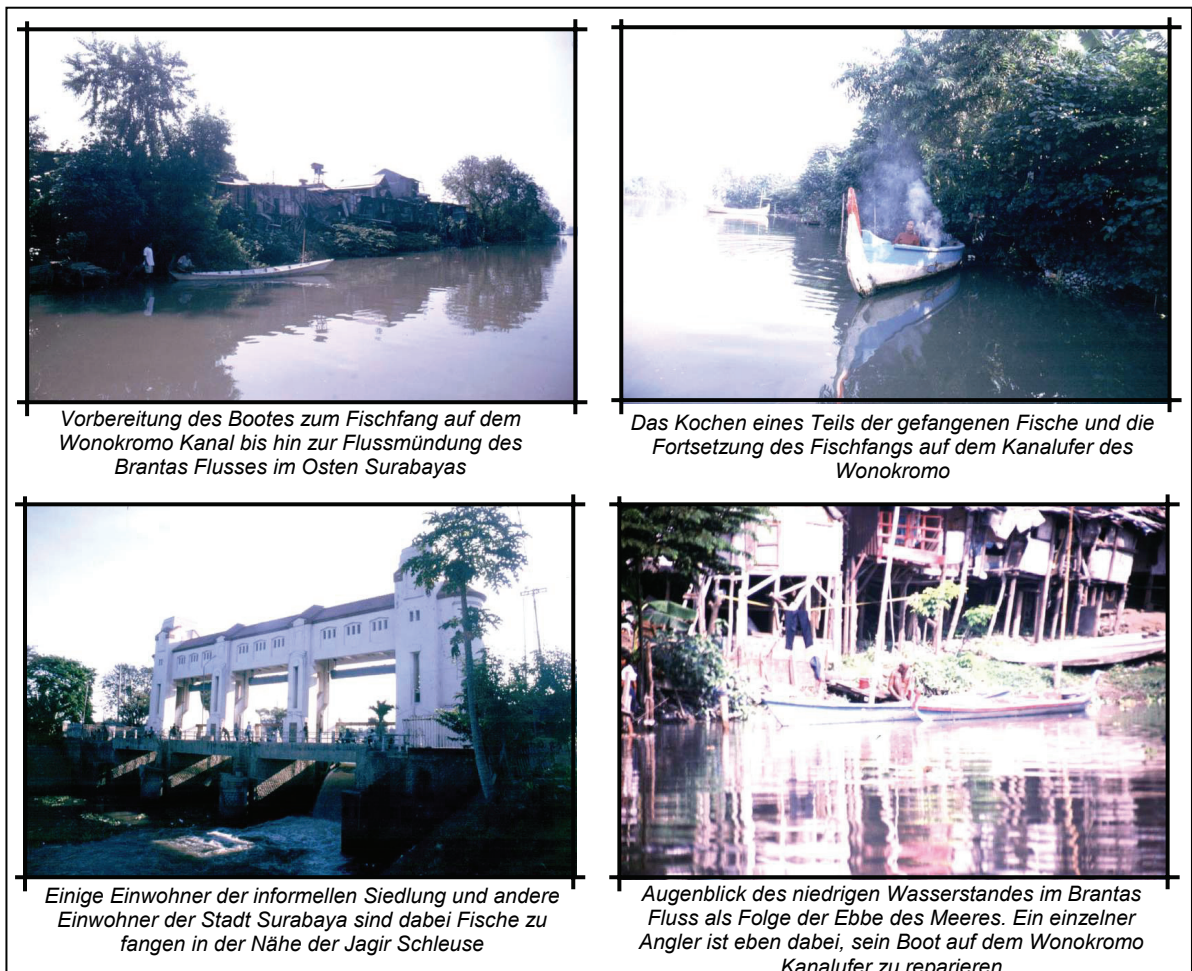 Vorbereitung des Bootes zum Fischfang auf dem
Wonokromo Kanal bis hin zur Flussmündung des
Brantas Flusses im Osten Surabayas
Das Kochen eines Teils der gefangenen Fische und die
Fortsetzung des Fischfangs auf dem Kanalufer des
Wonokromo
Einige Einwohner der informellen Siedlung und andere
Einwohner der Stadt Surabaya sind dabei Fische zu
fangen in der Nähe der Jagir Schleuse
Augenblick des niedrigen Wasserstandes im Brantas
Fluss als Folge der Ebbe des Meeres. Ein einzelner
Angler ist eben dabei, sein Boot auf dem Wonokromo
Kanalufer zu reparieren